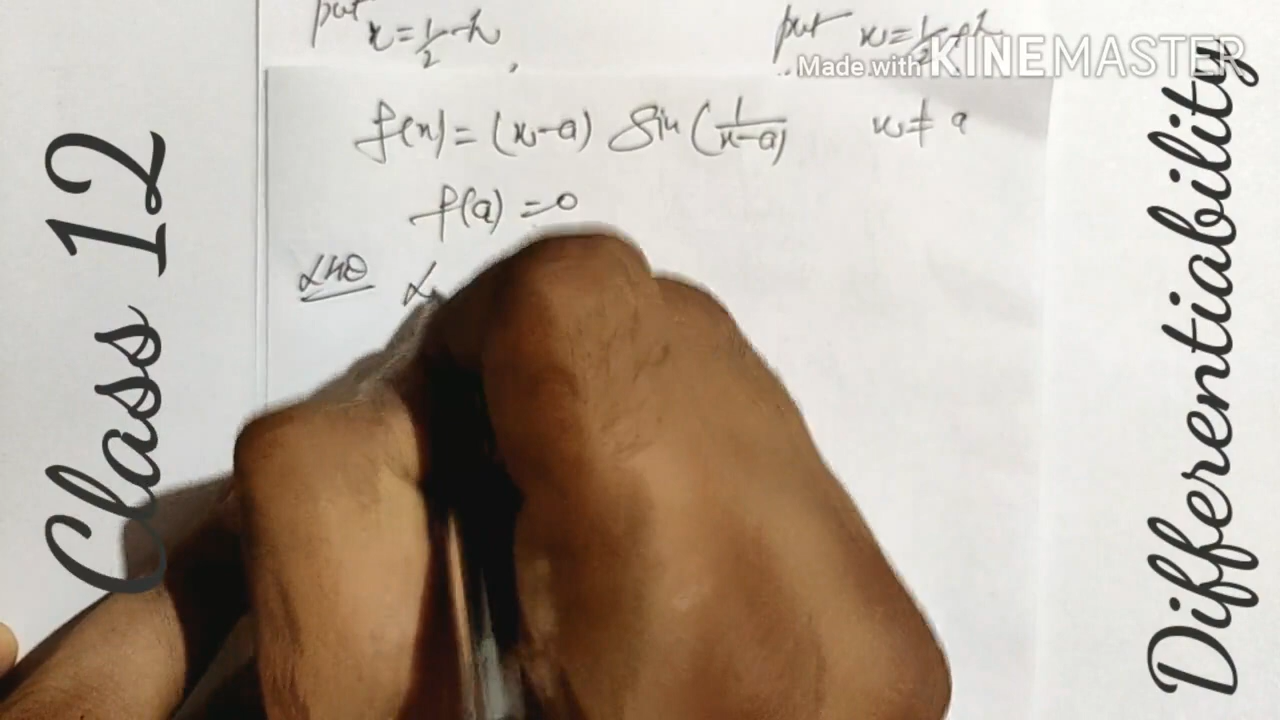 Class 12
put x=1/2-h, put x=1/2+h
Made with KINEMASTER
f(x)=(x-a) Sin(1/(x-a) x≠a
f(a)=0
LHD L
Differentiability